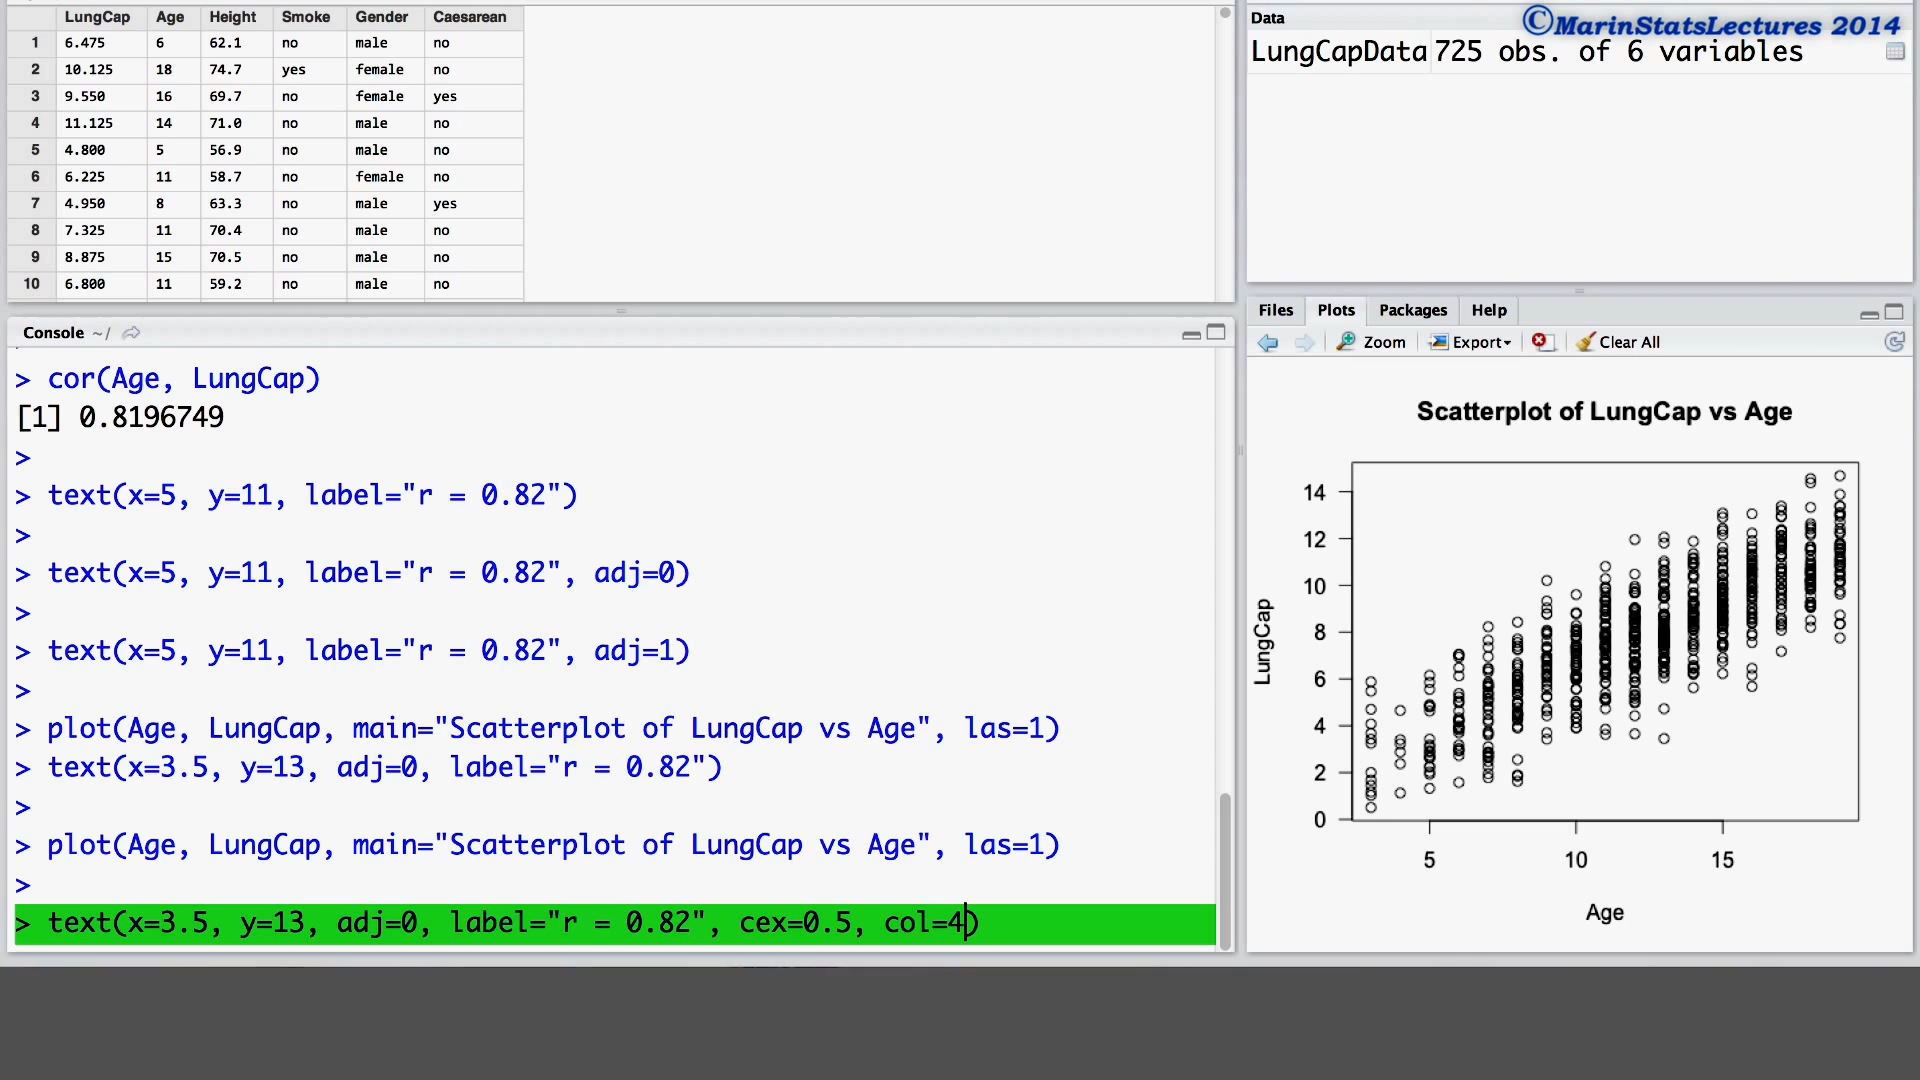 LungCap Age Height Smoke Gender Caesarean
1 6.475 6 62.1 no male no
2 10.125 18 74.7 yes female no
3 9.550 16 69.7 no female yes
4 11.125 14 71.0 no male no
5 4.800 5 56.9 no male no
6 6.225 11 58.7 no female no
7 4.950 8 63.3 no male yes
8 7.325 11 70.4 no male no
9 8.875 15 70.5 no male no
10 6.800 11 59.2 no male no
Console ~/
> cor(Age, LungCap)
[1] 0.8196749
>
> text(x=5, y=11, label="r = 0.82")
>
> text(x=5, y=11, label="r = 0.82", adj=0)
>
> text(x=5, y=11, label="r = 0.82", adj=1)
>
> plot(Age, LungCap, main="Scatterplot of LungCap vs Age", las=1)
> text(x=3.5, y=13, adj=0, label="r = 0.82")
>
> plot(Age, LungCap, main="Scatterplot of LungCap vs Age", las=1)
>
> text(x=3.5, y=13, adj=0, label="r = 0.82", cex=0.5, col=4)
Data
©MarinStatsLectures 2014
LungCapData 725 obs. of 6 variables
Files Plots Packages Help
Zoom Export Clear All
Scatterplot of LungCap vs Age
LungCap
14
12
10
8
6
4
2
0
5 10 15
Age